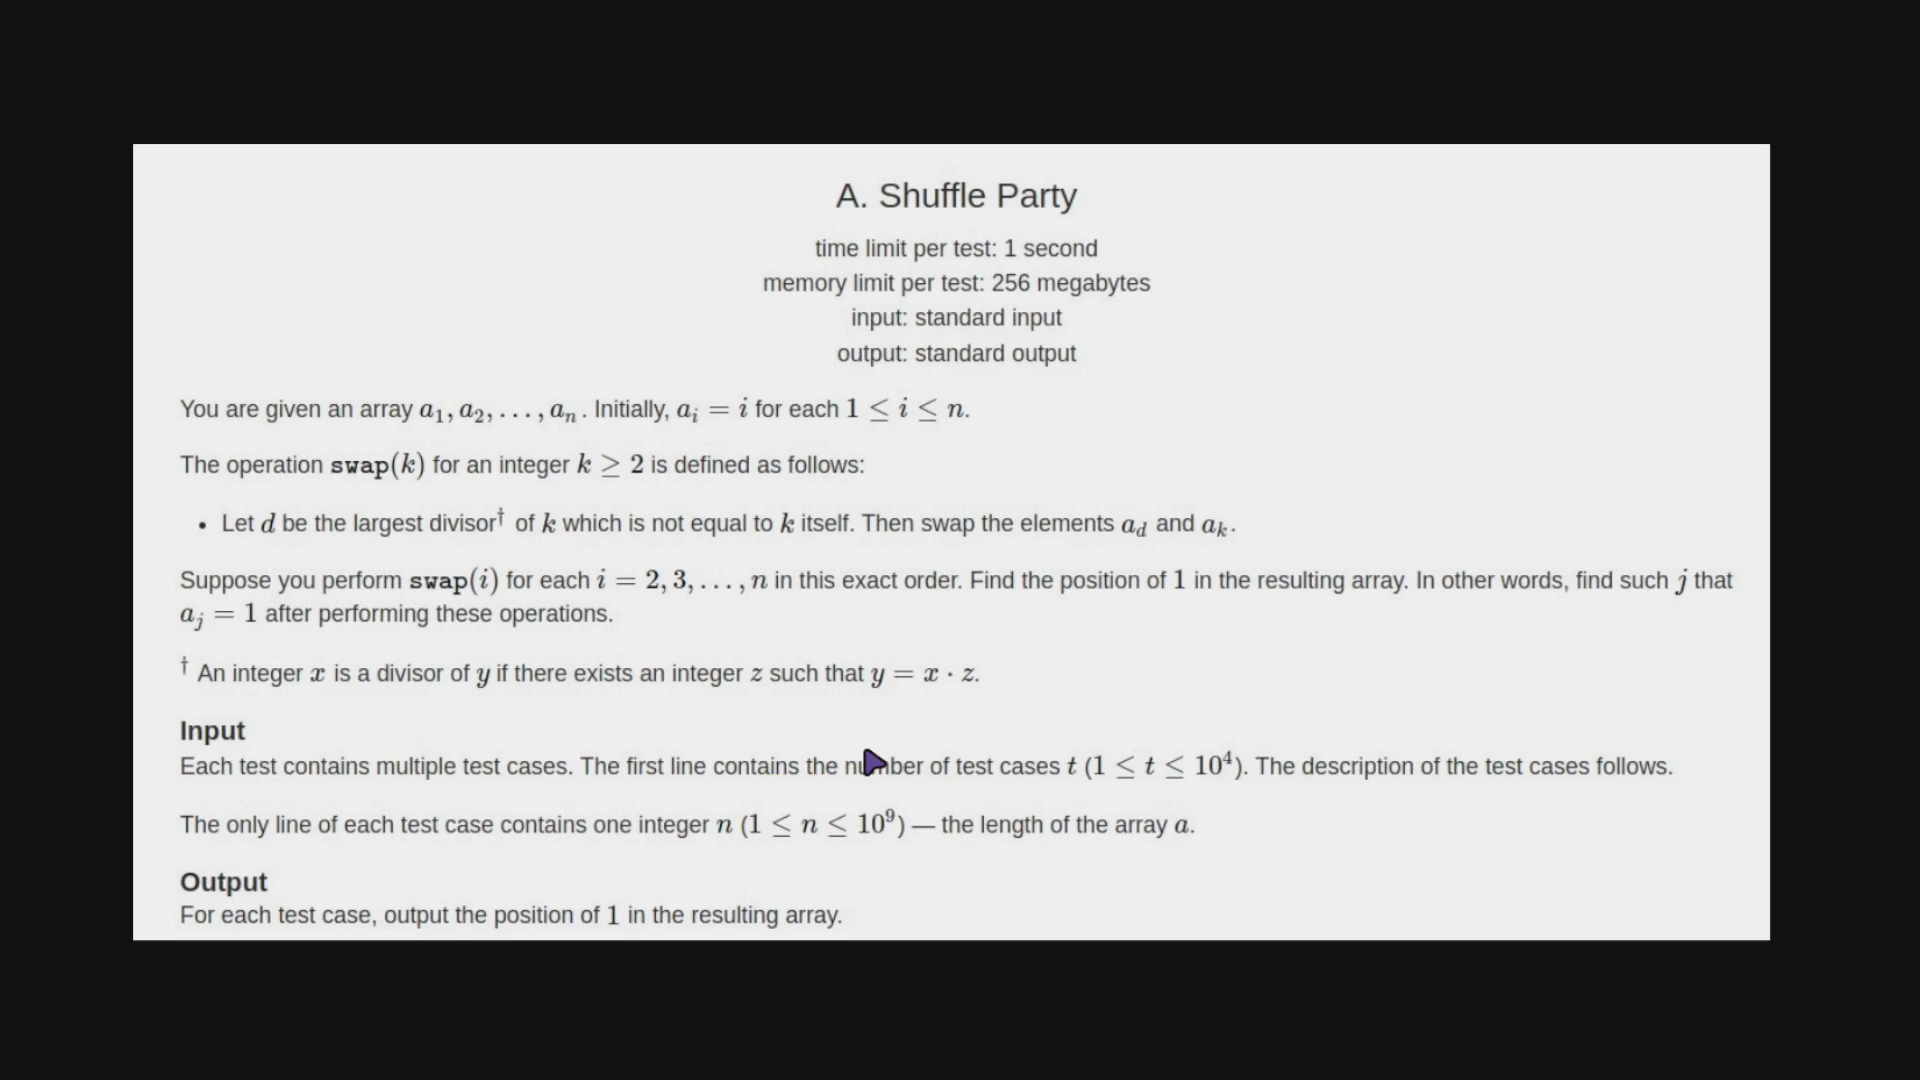 A. Shuffle Party
time limit per test: 1 second
memory limit per test: 256 megabytes
input: standard input
output: standard output
You are given an array a₁, a₂, . . . , aₙ. Initially, aᵢ = i for each 1 ≤ i ≤ n.
The operation swap(k) for an integer k ≥ 2 is defined as follows:
• Let d be the largest divisor† of k which is not equal to k itself. Then swap the elements a_d and a_k.
Suppose you perform swap(i) for each i = 2, 3, . . . , n in this exact order. Find the position of 1 in the resulting array. In other words, find such j that
a_j = 1 after performing these operations.
† An integer x is a divisor of y if there exists an integer z such that y = x · z.
Input
Each test contains multiple test cases. The first line contains the number of test cases t (1 ≤ t ≤ 10⁴). The description of the test cases follows.
The only line of each test case contains one integer n (1 ≤ n ≤ 10⁹) — the length of the array a.
Output
For each test case, output the position of 1 in the resulting array.